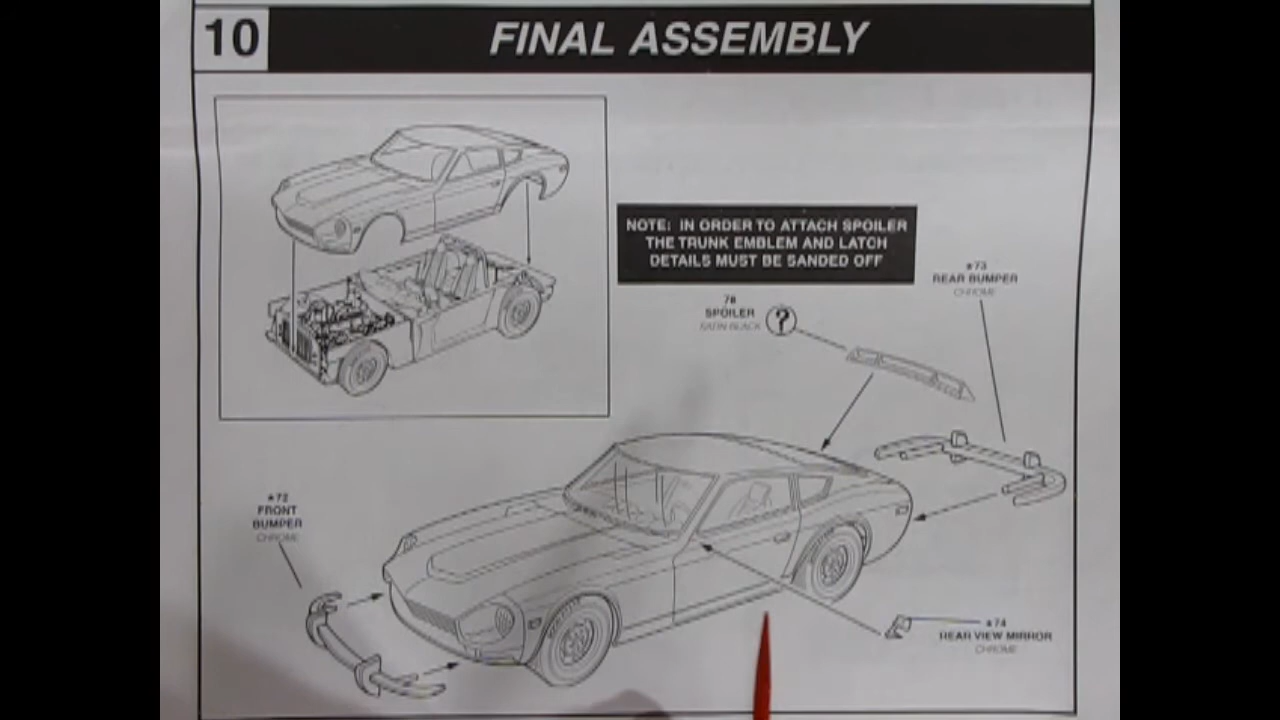 10
FINAL ASSEMBLY
NOTE: IN ORDER TO ATTACH SPOILER
THE TRUNK EMBLEM AND LATCH
DETAILS MUST BE SANDED OFF
★73
REAR BUMPER
CHROME
78
SPOILER
SATIN BLACK
?
★72
FRONT
BUMPER
CHROME
★74
REAR VIEW MIRROR
CHROME